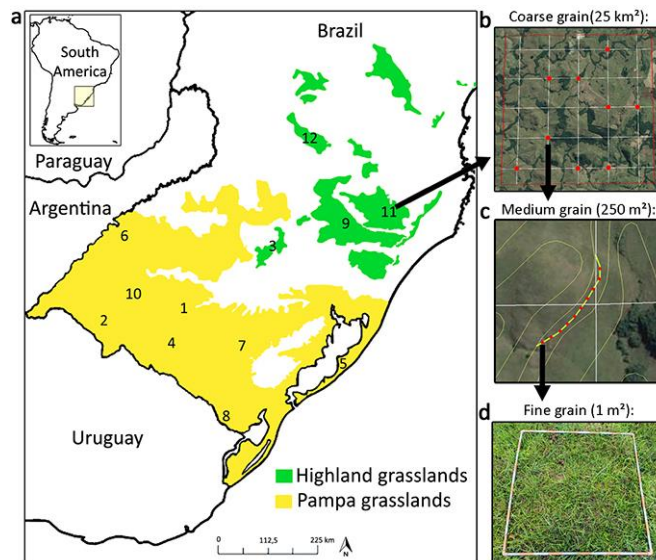 a
South
America
Brazil
Paraguay
Argentina
Uruguay
12
11
9
3
6
10
1
2
4
7
5
8
Highland grasslands
Pampa grasslands
0 112,5 225 km
N
b
Coarse grain(25 km²):
c
Medium grain (250 m²):
d
Fine grain (1 m²):